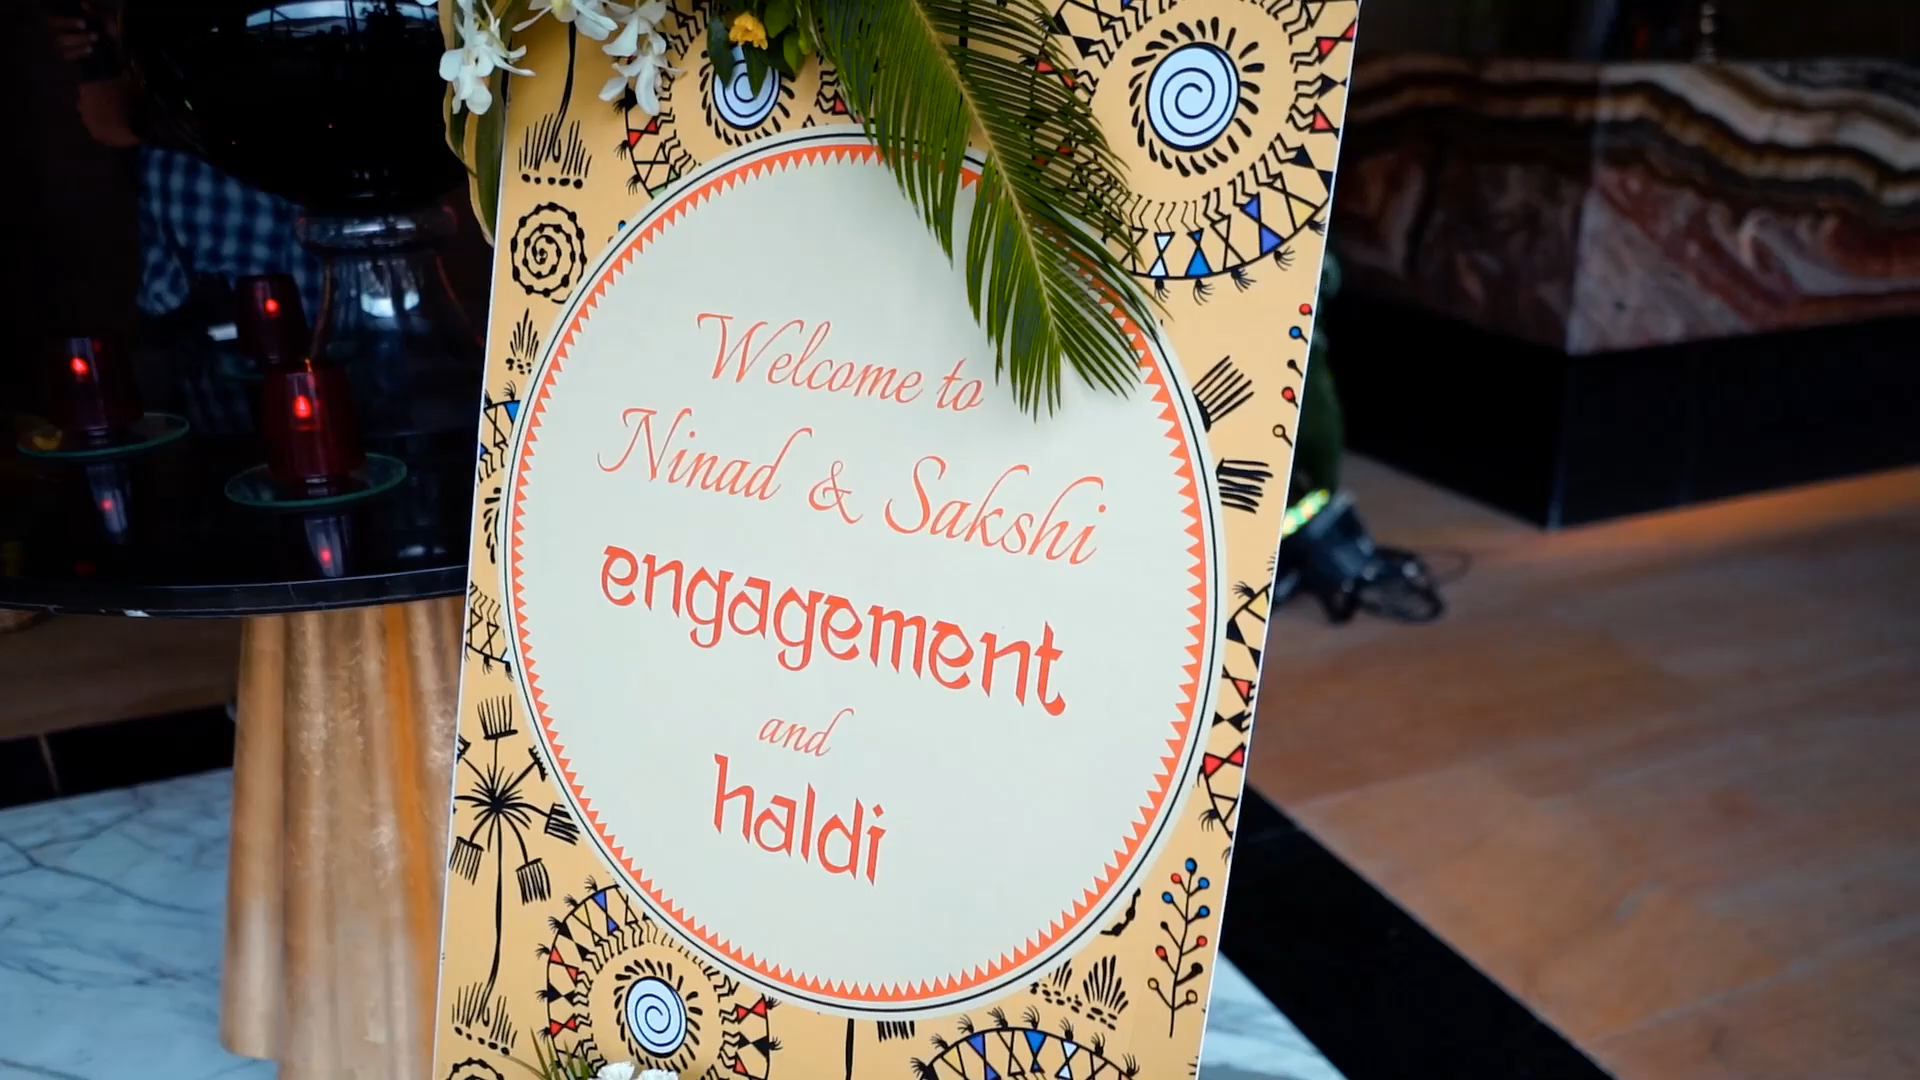 Welcome to
Ninad & Sakshi
engagement
and
haldi